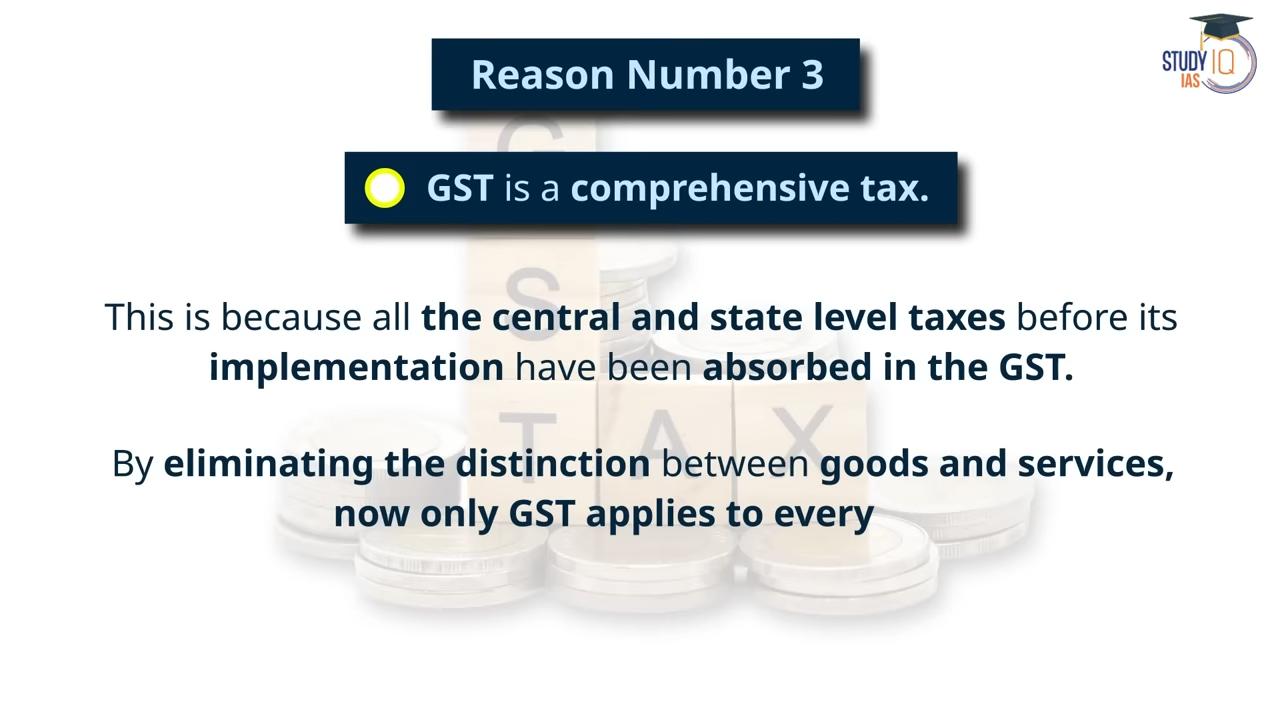 Reason Number 3
STUDY IQ
IAS
GST is a comprehensive tax.
This is because all the central and state level taxes before its
implementation have been absorbed in the GST.
By eliminating the distinction between goods and services,
now only GST applies to every
G
S
T A X